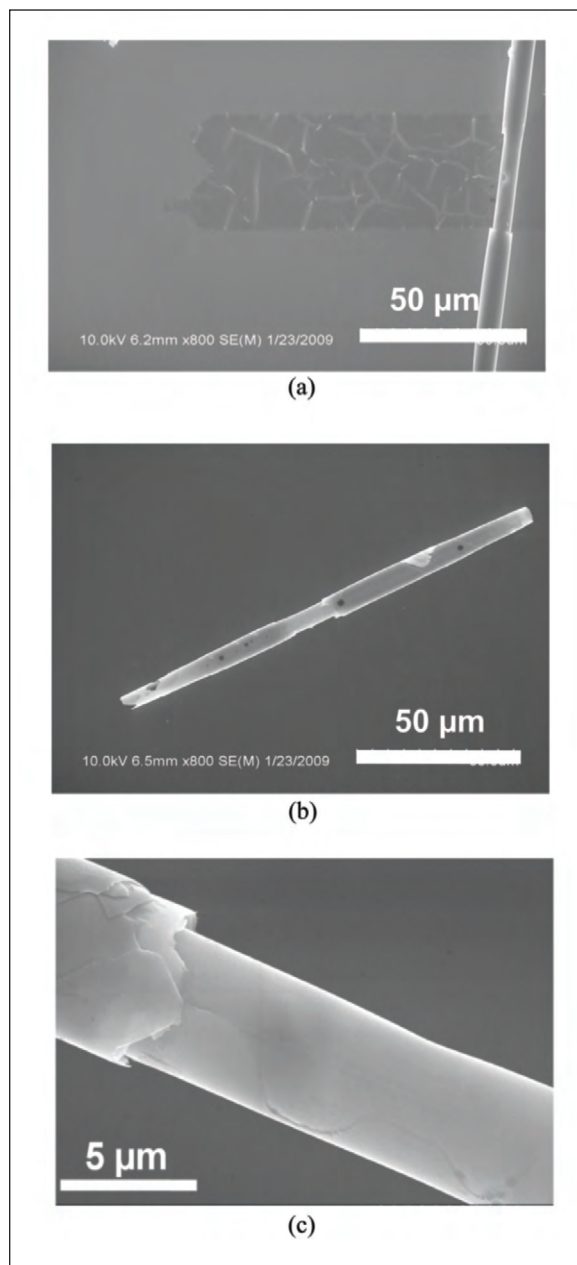 50 µm
10.0kV 6.2mm x800 SE(M) 1/23/2009
(a)
50 µm
10.0kV 6.5mm x800 SE(M) 1/23/2009
(b)
5 µm
(c)